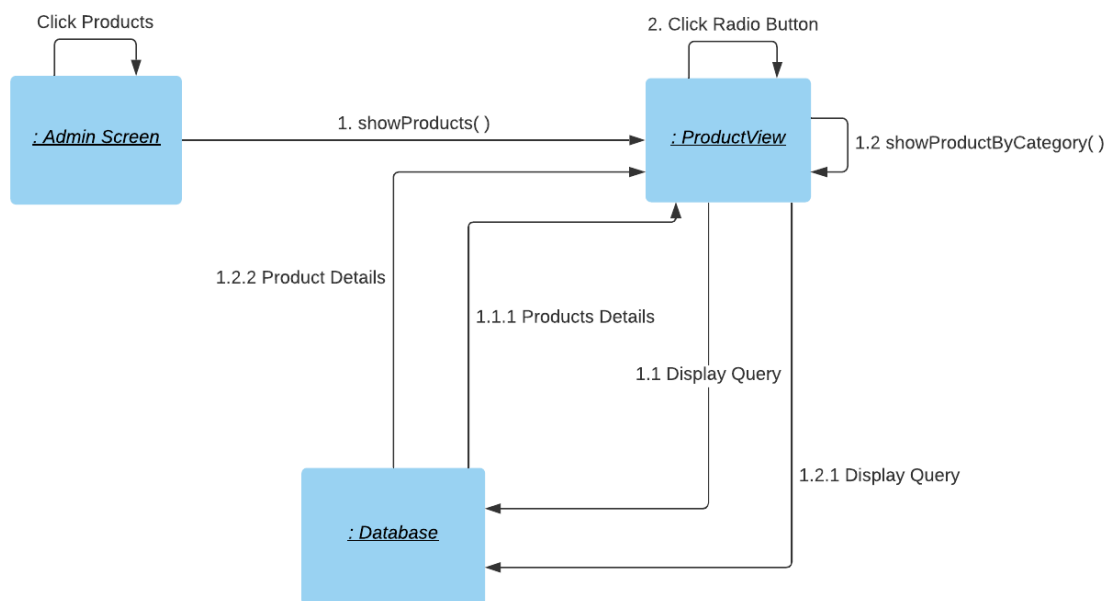 Click Products
2. Click Radio Button
: Admin Screen
1. showProducts( )
: ProductView
1.2 showProductByCategory( )
1.2.2 Product Details
1.1.1 Products Details
1.1 Display Query
1.2.1 Display Query
: Database